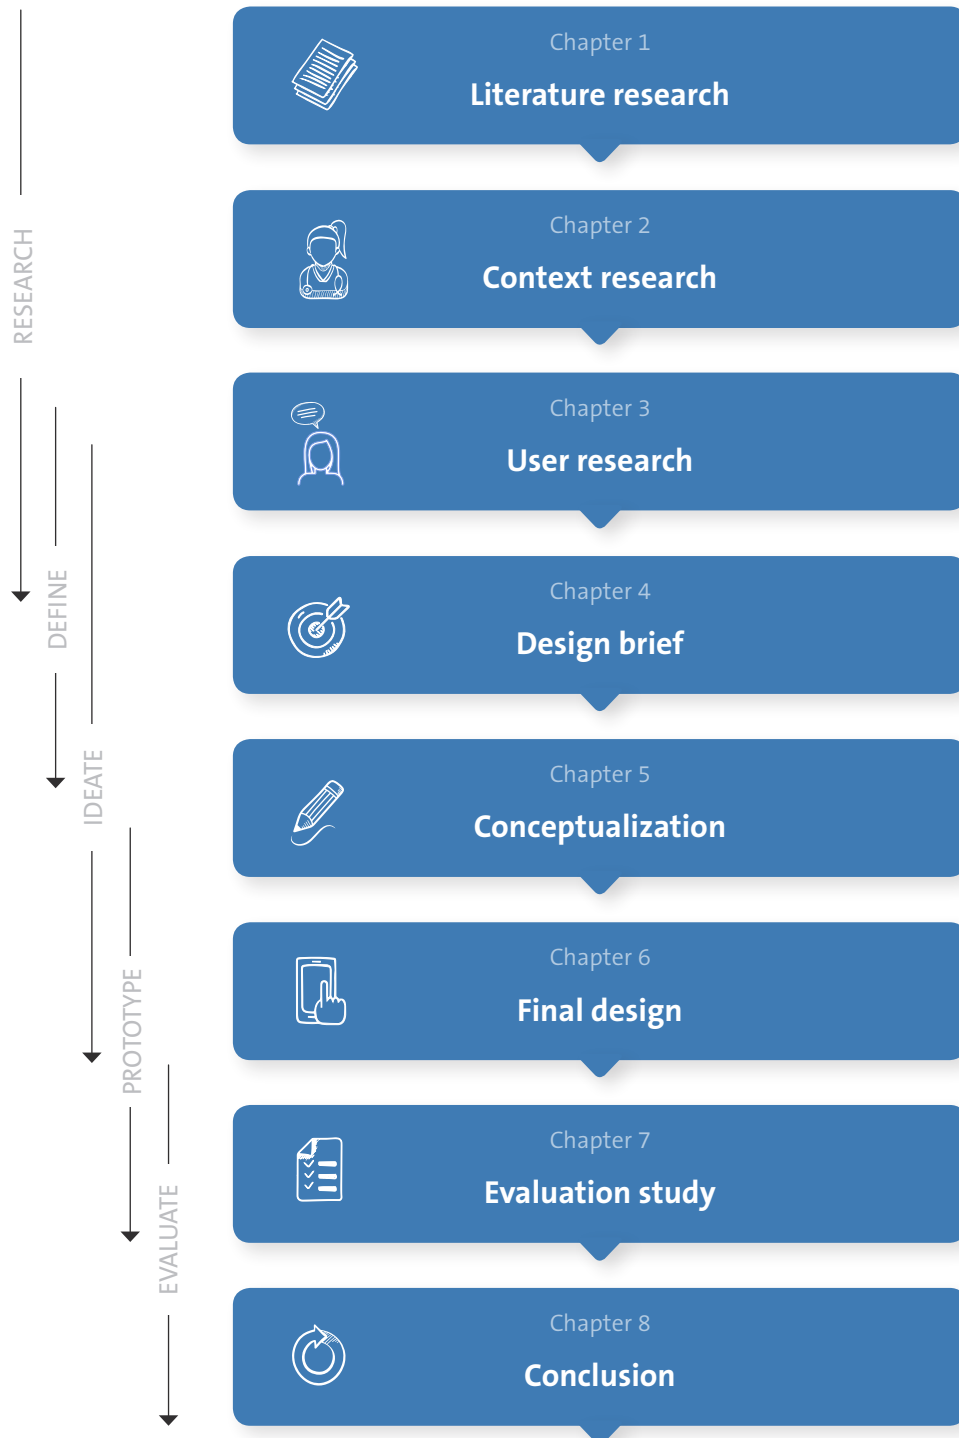 Chapter 1
Literature research
Chapter 2
Context research
RESEARCH
Chapter 3
User research
Chapter 4
Design brief
DEFINE
Chapter 5
Conceptualization
IDEATE
Chapter 6
Final design
PROTOTYPE
Chapter 7
Evaluation study
EVALUATE
Chapter 8
Conclusion